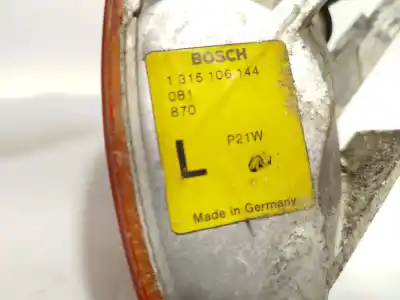 BOSCH
1 315 106 144
081
870
L P21W
Made in Germany